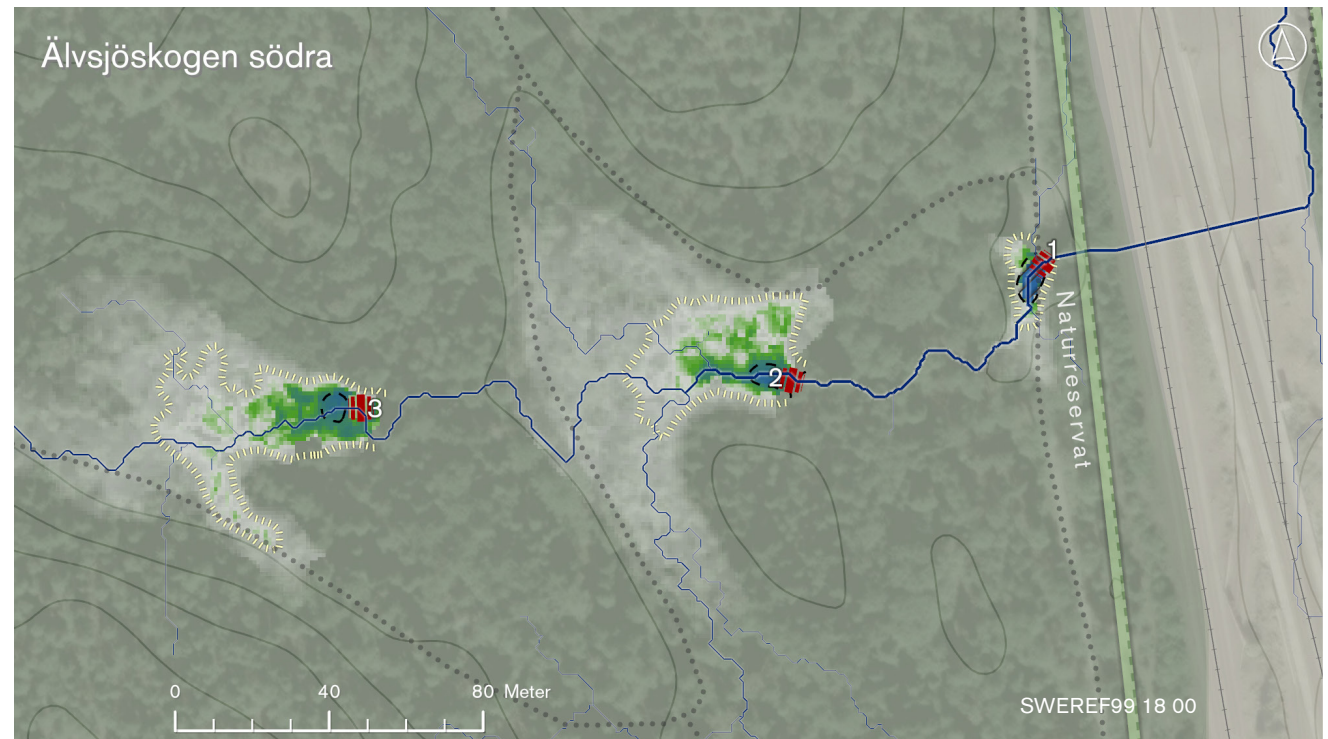 Älvsjöskogen södra
1
Naturreservat
2
3
0 40 80 Meter
SWEREF99 18 00